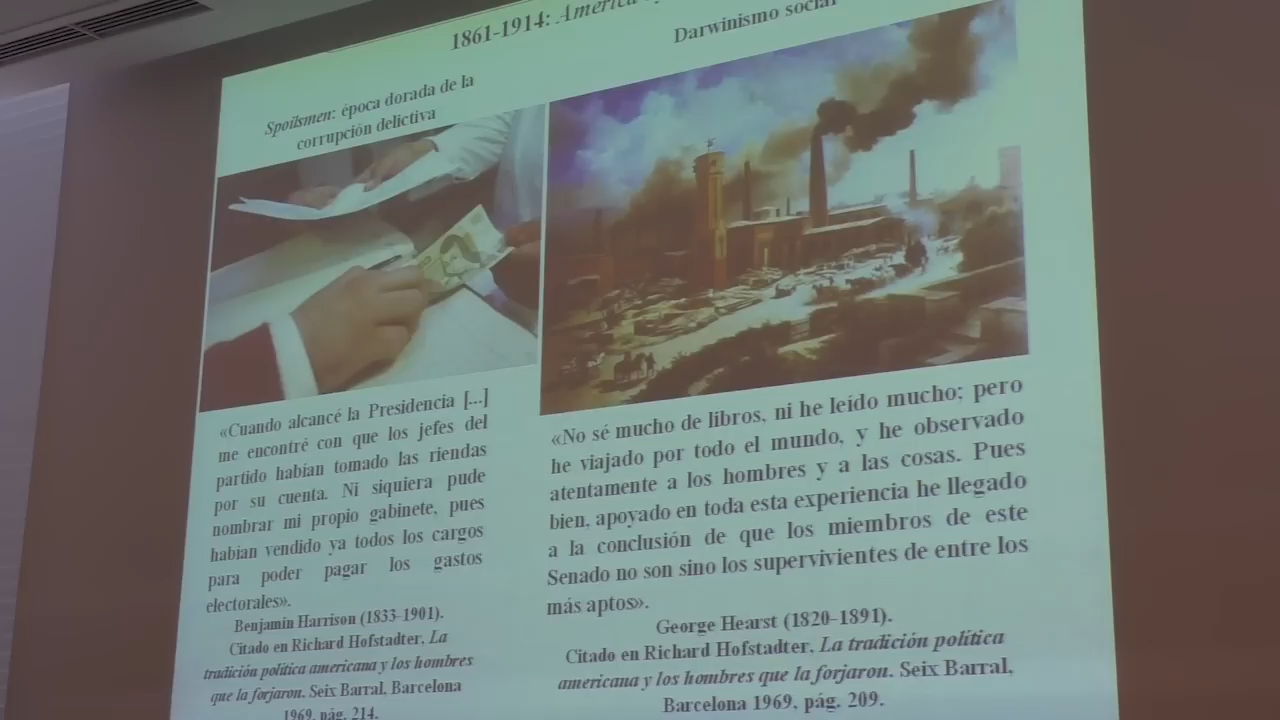 1861-1914: America
Darwinismo social
Spoilsmen: época dorada de la
corrupción delictiva
«Cuando alcancé la Presidencia [...]
me encontré con que los jefes del
partido habían tomado las riendas
por su cuenta. Ni siquiera pude
nombrar mi propio gabinete, pues
habían vendido ya todos los cargos
para poder pagar los gastos
electorales».
Benjamin Harrison (1833-1901).
Citado en Richard Hofstadter, La
tradición política americana y los hombres
que la forjaron. Seix Barral, Barcelona
1969, pág. 214.
«No sé mucho de libros, ni he leído mucho; pero
he viajado por todo el mundo, y he observado
atentamente a los hombres y a las cosas. Pues
bien, apoyado en toda esta experiencia he llegado
a la conclusión de que los miembros de este
Senado no son sino los supervivientes de entre los
más aptos».
George Hearst (1820-1891).
Citado en Richard Hofstadter, La tradición política
americana y los hombres que la forjaron. Seix Barral,
Barcelona 1969, pág. 209.